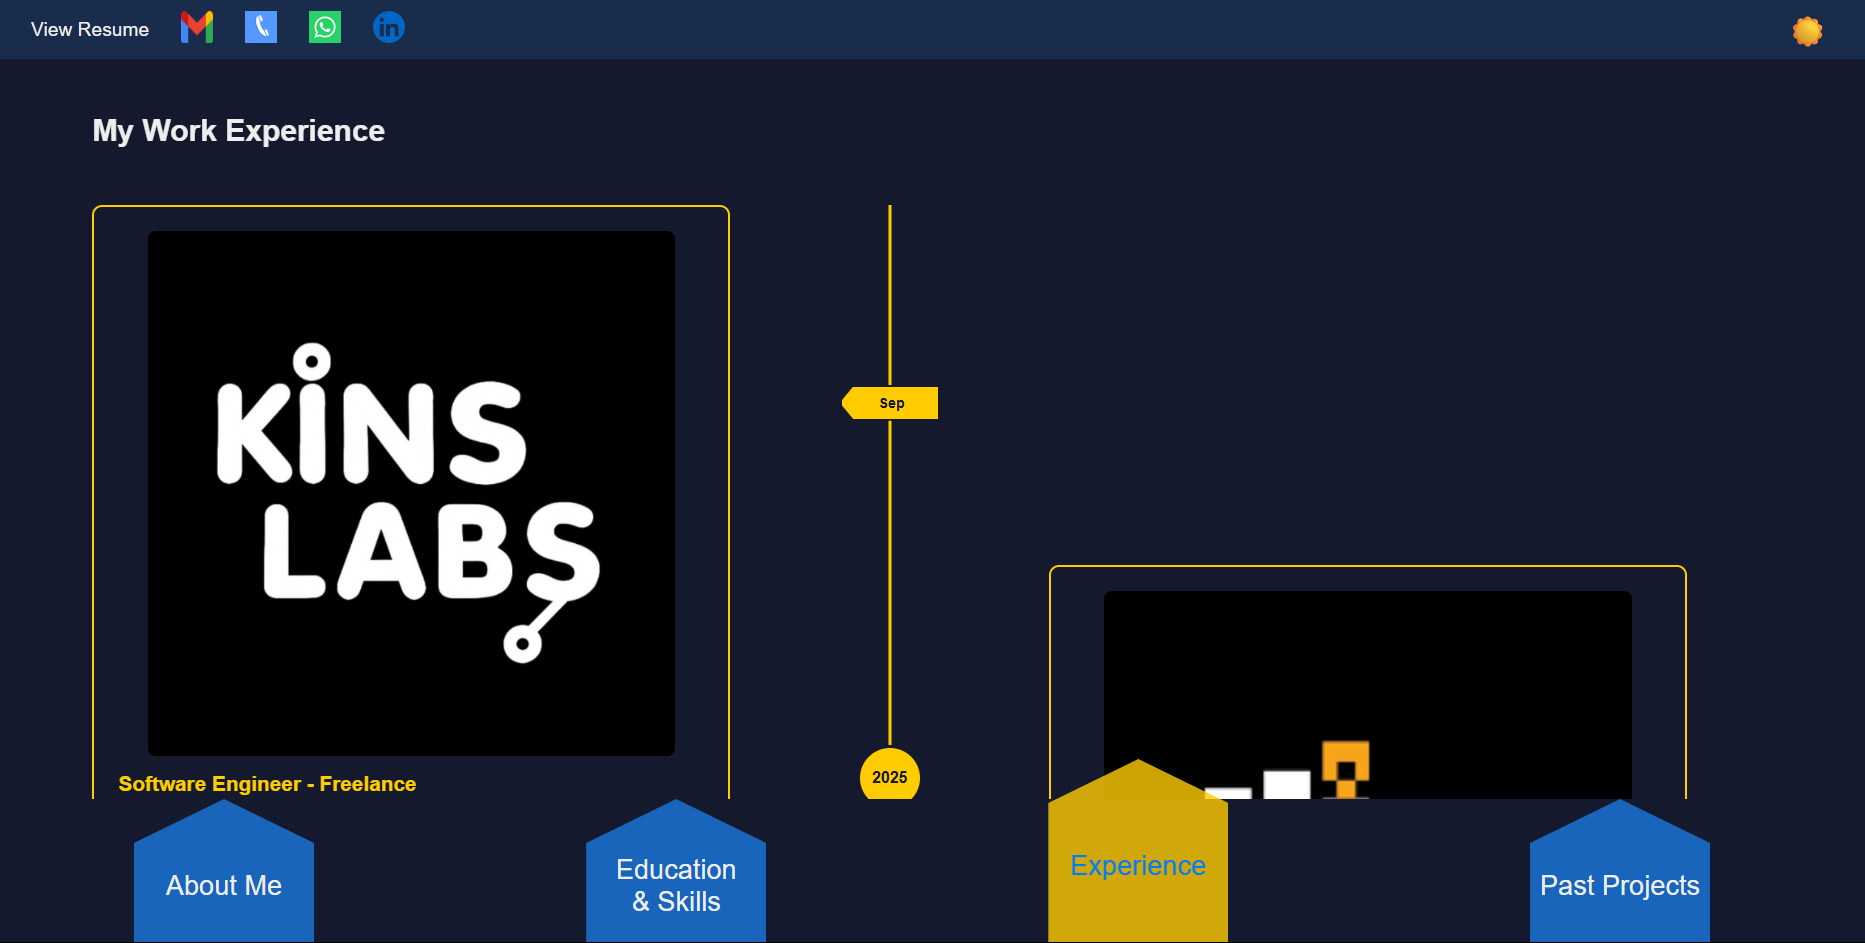 View Resume
My Work Experience
KINS
LABS
Sep
2025
Software Engineer - Freelance
About Me
Education
& Skills
Experience
Past Projects